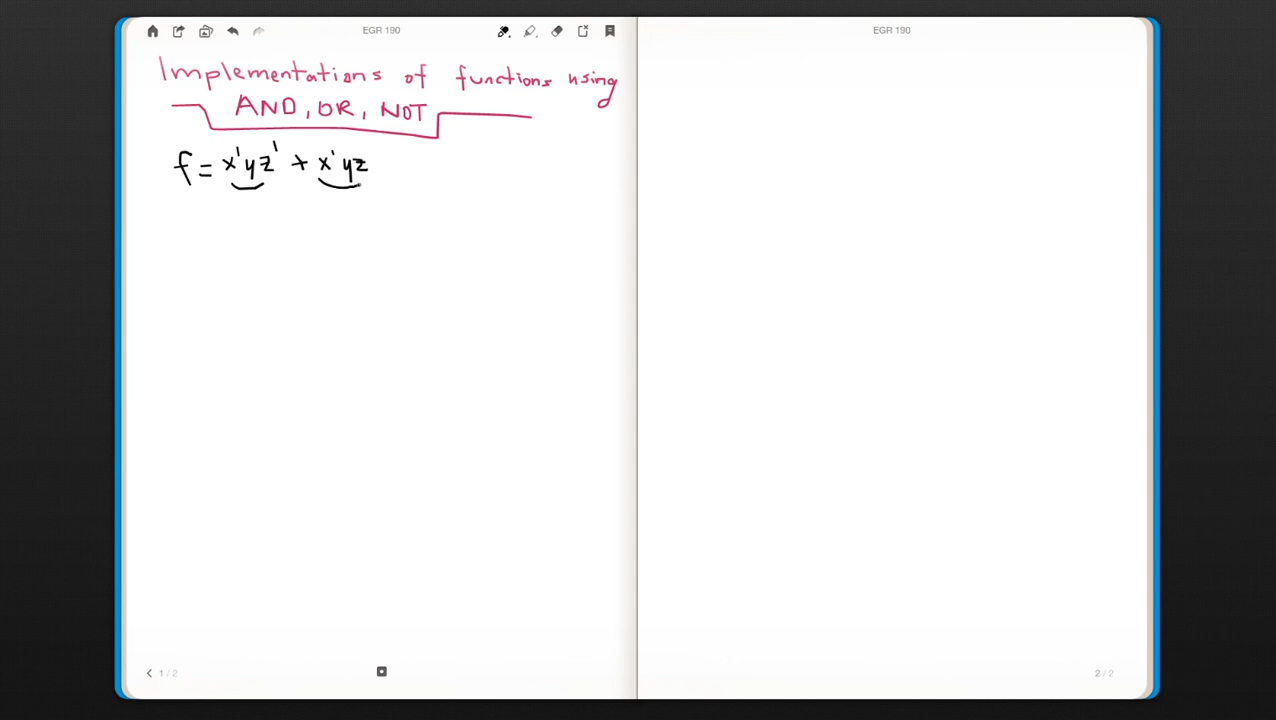 EGR 190
EGR 190
Implementations of functions using
AND, OR, NOT
f = x'yz' + x'yz
1 / 2
2 / 2